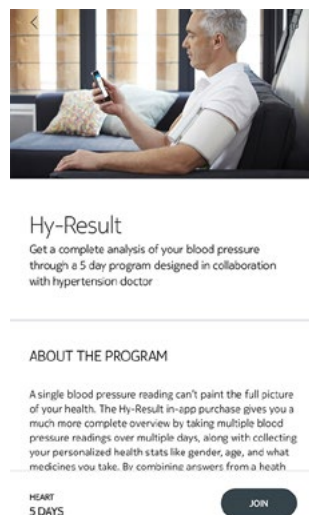 Hy-Result
Get a complete analysis of your blood pressure
through a 5 day program designed in collaboration
with hypertension doctor
ABOUT THE PROGRAM
A single blood pressure reading can't paint the full picture
of your health. The Hy-Result in-app purchase gives you a
much more complete overview by taking multiple blood
pressure readings over multiple days, along with collecting
your personalized health stats like gender, age, and what
medicines you take. By combining answers from a heath
HEART
5 DAYS
JOIN